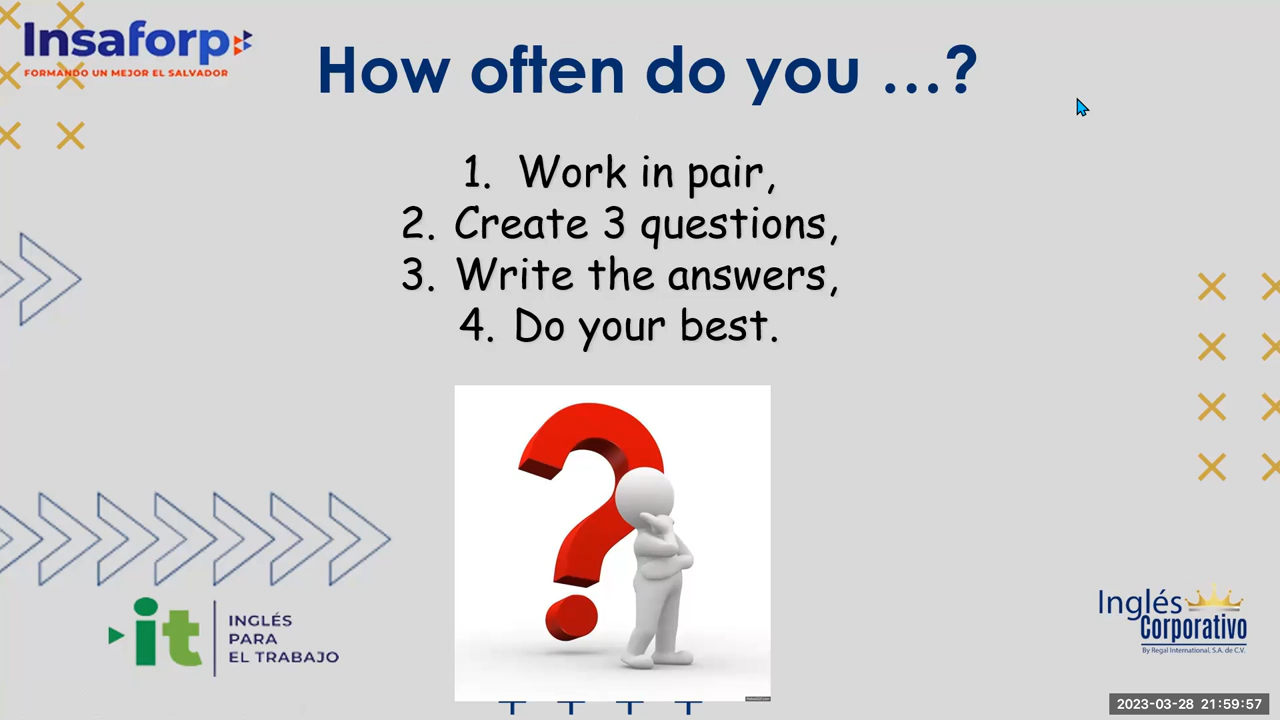 Insaforp
FORMANDO UN MEJOR EL SALVADOR
How often do you ...?
1. Work in pair,
2. Create 3 questions,
3. Write the answers,
4. Do your best.
it
INGLÉS
PARA
EL TRABAJO
Inglés
Corporativo
By Regal International, S.A. de C.V.
2023-03-28 21:59:57